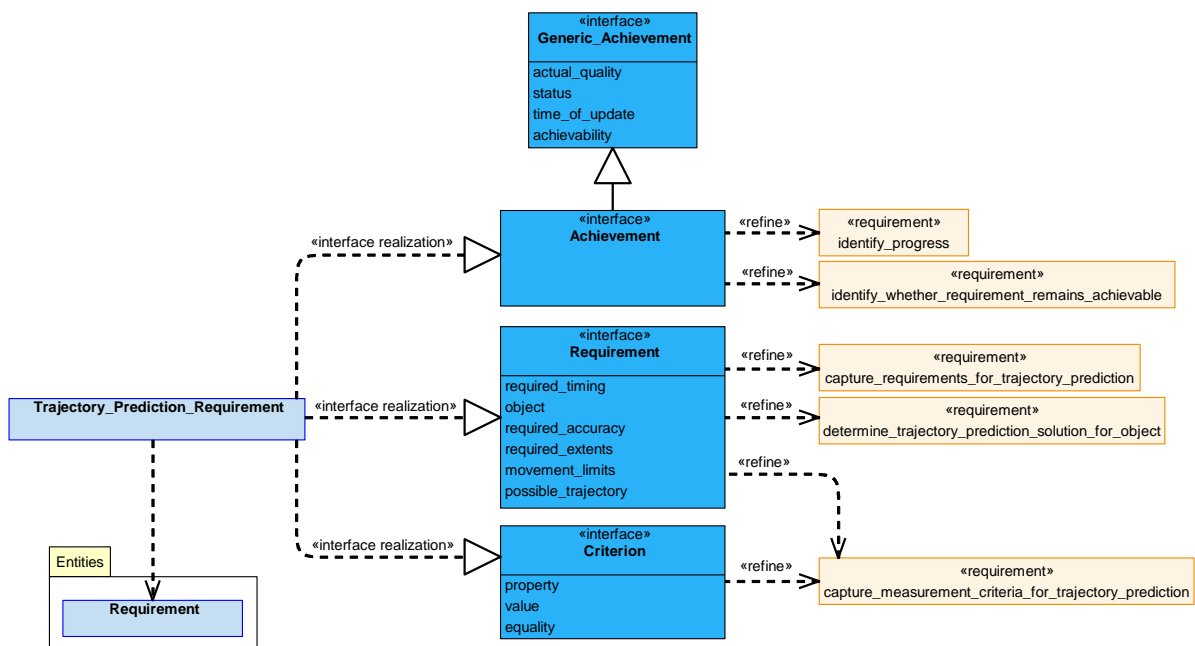 «interface»
Generic_Achievement
actual_quality
status
time_of_update
achievability
«interface»
Achievement
«refine»
«requirement»
identify_progress
«interface realization»
«refine»
«requirement»
identify_whether_requirement_remains_achievable
«interface»
Requirement
required_timing
object
required_accuracy
required_extents
movement_limits
possible_trajectory
«refine»
«requirement»
capture_requirements_for_trajectory_prediction
Trajectory_Prediction_Requirement
«interface realization»
«refine»
«requirement»
determine_trajectory_prediction_solution_for_object
«refine»
«interface»
Criterion
property
value
equality
«interface realization»
«refine»
«requirement»
capture_measurement_criteria_for_trajectory_prediction
Entities
Requirement